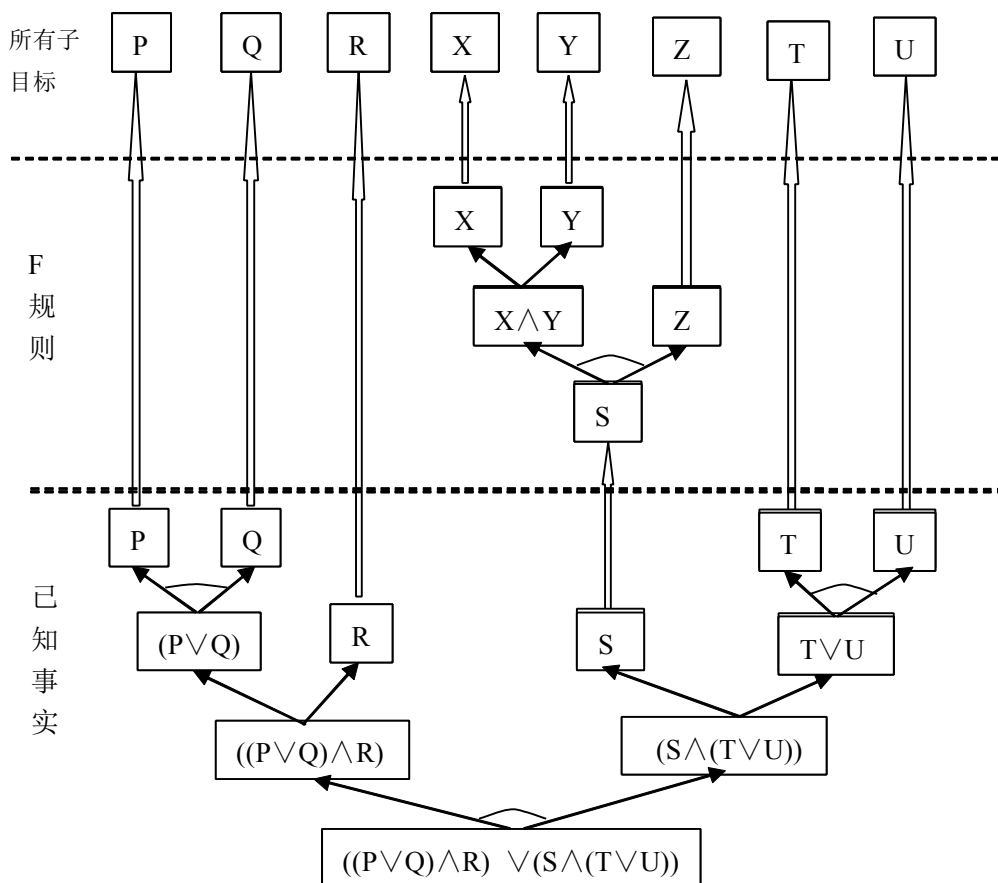 所有子
目标
P Q R X Y Z T U
F
规
则
X Y
X∧Y Z
S
已
知
事
实
P Q T U
(P∨Q) R S T∨U
((P∨Q)∧R) (S∧(T∨U))
((P∨Q)∧R) ∨(S∧(T∨U))